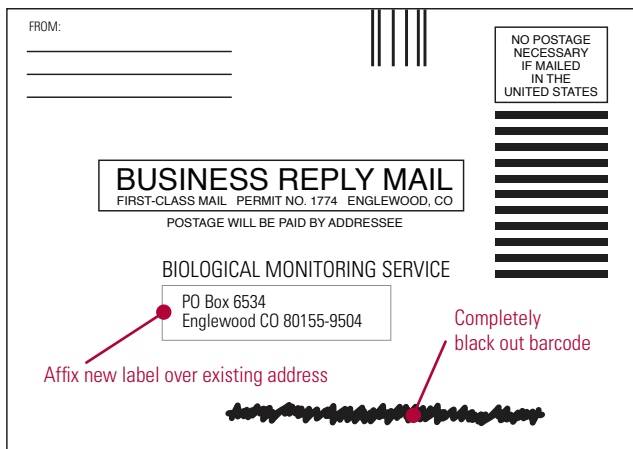 FROM:
NO POSTAGE
NECESSARY
IF MAILED
IN THE
UNITED STATES
BUSINESS REPLY MAIL
FIRST-CLASS MAIL PERMIT NO. 1774 ENGLEWOOD, CO
POSTAGE WILL BE PAID BY ADDRESSEE
BIOLOGICAL MONITORING SERVICE
PO Box 6534
Englewood CO 80155-9504
Completely
black out barcode
Affix new label over existing address